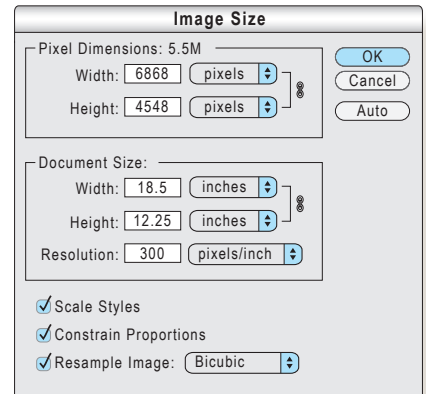 Image Size
Pixel Dimensions: 5.5M
Width: 6868 pixels
Height: 4548 pixels
OK
Cancel
Auto
Document Size:
Width: 18.5 inches
Height: 12.25 inches
Resolution: 300 pixels/inch
Scale Styles
Constrain Proportions
Resample Image: Bicubic